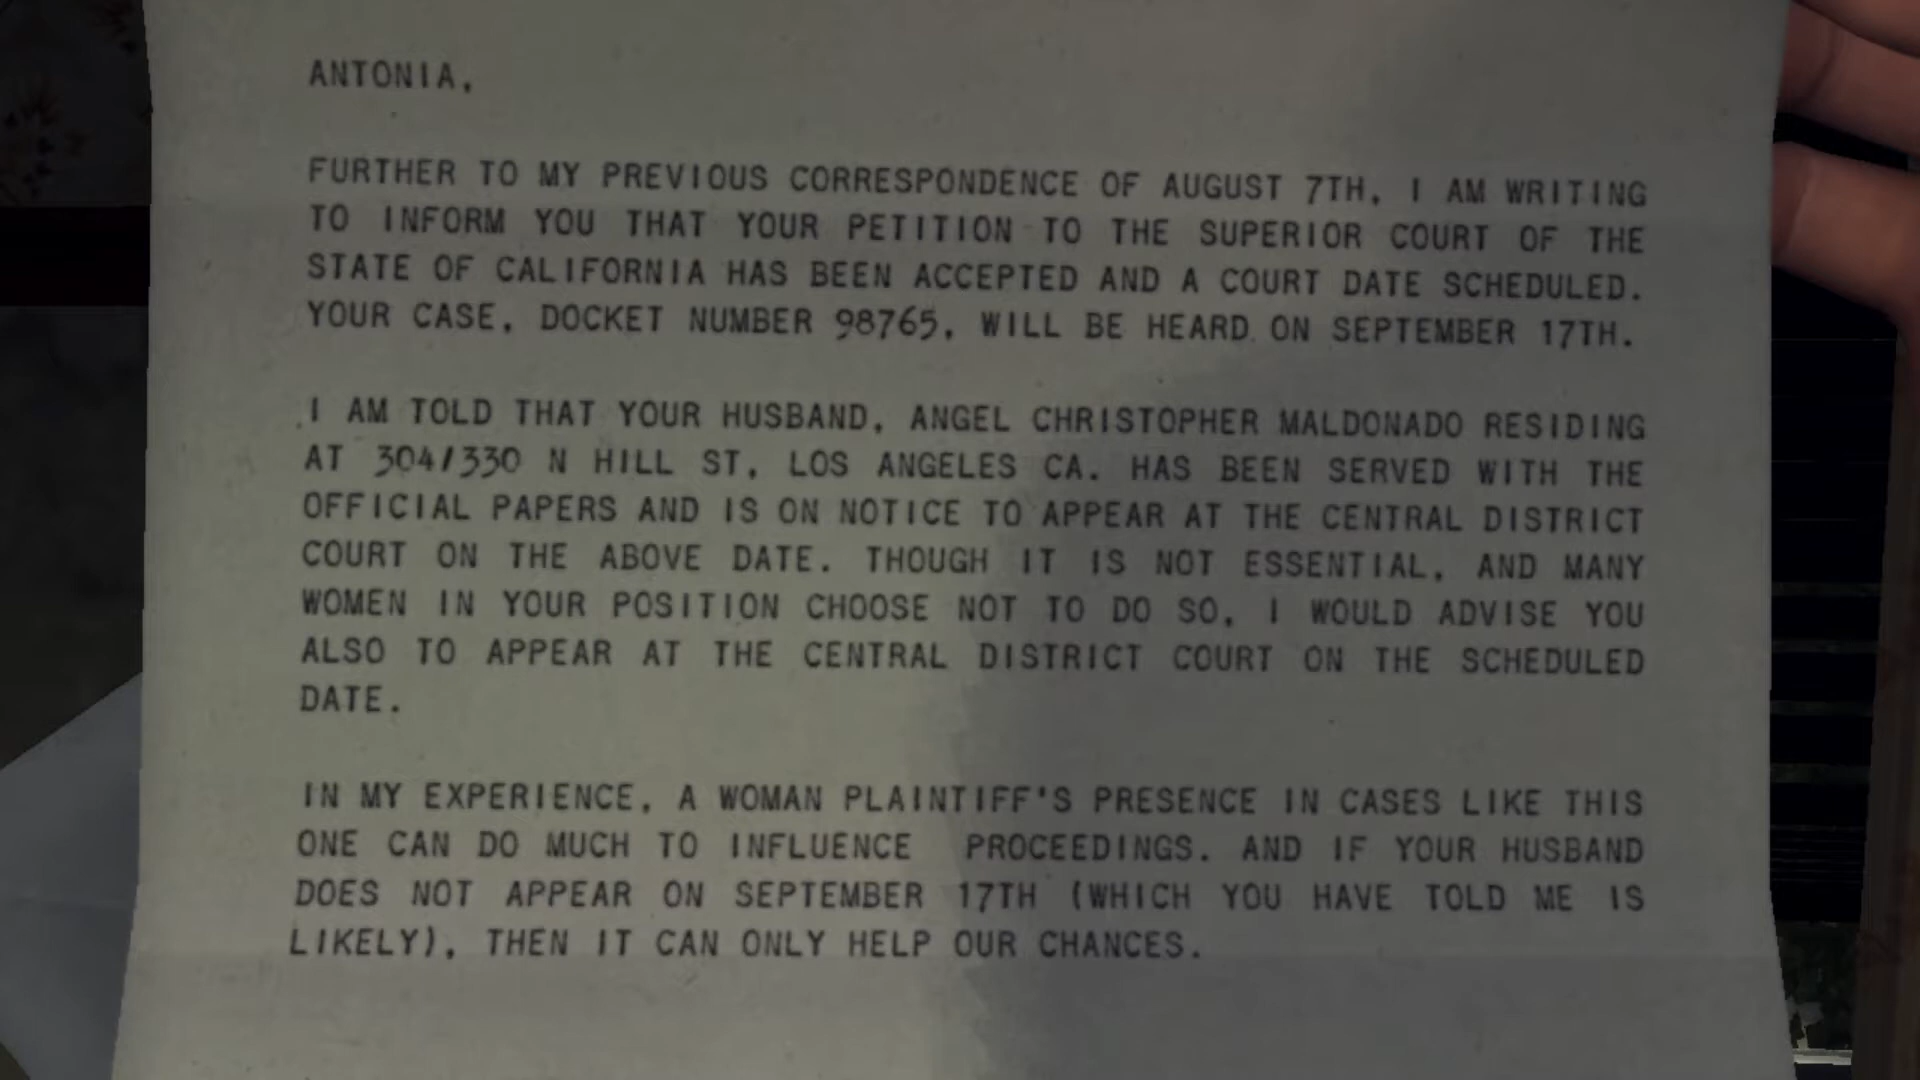 ANTONIA,
FURTHER TO MY PREVIOUS CORRESPONDENCE OF AUGUST 7TH, I AM WRITING
TO INFORM YOU THAT YOUR PETITION TO THE SUPERIOR COURT OF THE
STATE OF CALIFORNIA HAS BEEN ACCEPTED AND A COURT DATE SCHEDULED.
YOUR CASE, DOCKET NUMBER 98765, WILL BE HEARD ON SEPTEMBER 17TH.
I AM TOLD THAT YOUR HUSBAND, ANGEL CHRISTOPHER MALDONADO RESIDING
AT 304/330 N HILL ST, LOS ANGELES CA. HAS BEEN SERVED WITH THE
OFFICIAL PAPERS AND IS ON NOTICE TO APPEAR AT THE CENTRAL DISTRICT
COURT ON THE ABOVE DATE. THOUGH IT IS NOT ESSENTIAL, AND MANY
WOMEN IN YOUR POSITION CHOOSE NOT TO DO SO, I WOULD ADVISE YOU
ALSO TO APPEAR AT THE CENTRAL DISTRICT COURT ON THE SCHEDULED
DATE.
IN MY EXPERIENCE, A WOMAN PLAINTIFF'S PRESENCE IN CASES LIKE THIS
ONE CAN DO MUCH TO INFLUENCE PROCEEDINGS. AND IF YOUR HUSBAND
DOES NOT APPEAR ON SEPTEMBER 17TH (WHICH YOU HAVE TOLD ME IS
LIKELY), THEN IT CAN ONLY HELP OUR CHANCES.